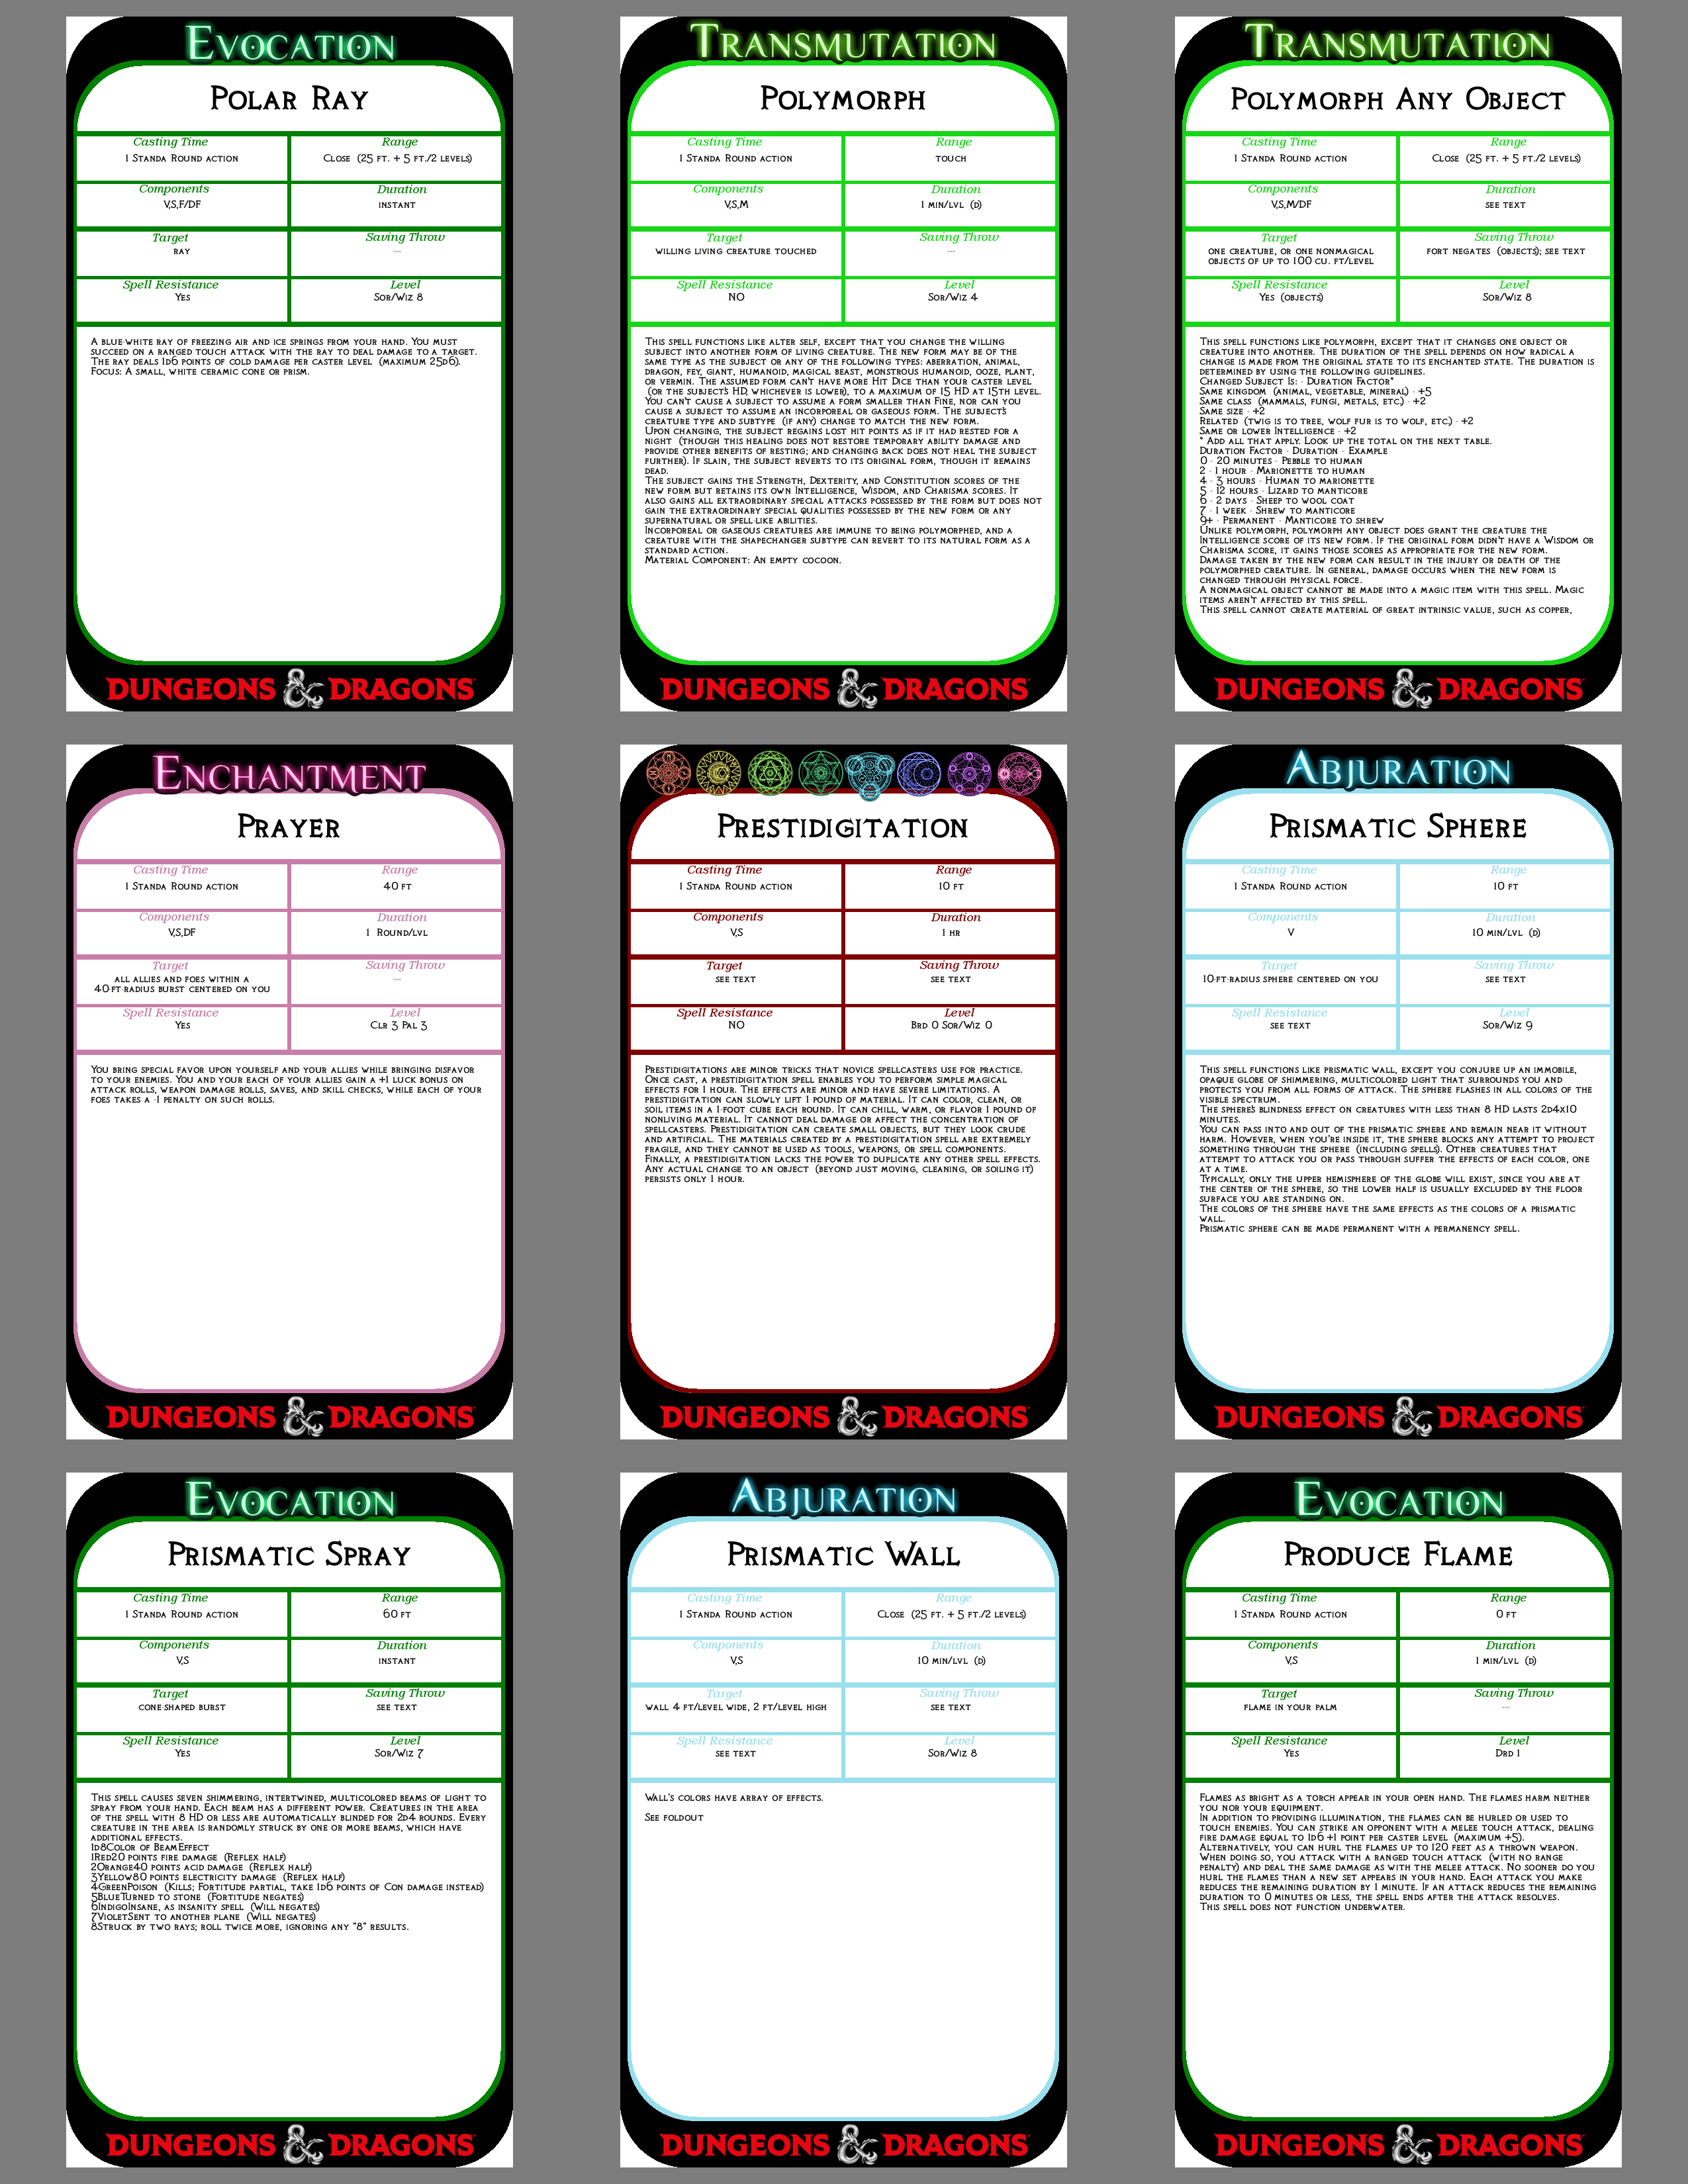 Evocation
Polar Ray
Casting Time
1 Standa Round action
Range
Close (25 ft. + 5 ft./2 levels)
Components
V,S,F/DF
Duration
instant
Target
ray
Saving Throw
---
Spell Resistance
Yes
Level
Sor/Wiz 8
A blue-white ray of freezing air and ice springs from your hand. You must
succeed on a ranged touch attack with the ray to deal damage to a target.
The ray deals 1d6 points of cold damage per caster level (maximum 25d6).
Focus: A small, white ceramic cone or prism.
DUNGEONS & DRAGONS
Transmutation
Polymorph
Casting Time
1 Standa Round action
Range
touch
Components
V,S,M
Duration
1 min/lvl (D)
Target
willing living creature touched
Saving Throw
---
Spell Resistance
NO
Level
Sor/Wiz 4
This spell functions like alter self, except that you change the willing
subject into another form of living creature. The new form may be of the
same type as the subject or any of the following types: aberration, animal,
dragon, fey, giant, humanoid, magical beast, monstrous humanoid, ooze, plant,
or vermin. The assumed form can't have more Hit Dice than your caster level
(or the subject's HD, whichever is lower), to a maximum of 15 HD at 15th level.
You can't cause a subject to assume a form smaller than Fine, nor can you
cause a subject to assume an incorporeal or gaseous form. The subject's
creature type and subtype (if any) change to match the new form.
Upon changing, the subject regains lost hit points as if it had rested for a
night (though this healing does not restore temporary ability damage and
provide other benefits of resting; and changing back does not heal the subject
further). If slain, the subject reverts to its original form, though it remains
dead.
The subject gains the Strength, Dexterity, and Constitution scores of the
new form but retains its own Intelligence, Wisdom, and Charisma scores. It
also gains all extraordinary special attacks possessed by the form but does not
gain the extraordinary special qualities possessed by the new form or any
supernatural or spell-like abilities.
Incorporeal or gaseous creatures are immune to being polymorphed, and a
creature with the shapechanger subtype can revert to its natural form as a
standard action.
Material Component: An empty cocoon.
DUNGEONS & DRAGONS
Transmutation
Polymorph Any Object
Casting Time
1 Standa Round action
Range
Close (25 ft. + 5 ft./2 levels)
Components
V,S,M/DF
Duration
see text
Target
one creature, or one nonmagical
objects of up to 100 cu. ft/level
Saving Throw
Fort negates (objects); see text
Spell Resistance
Yes (objects)
Level
Sor/Wiz 8
This spell functions like polymorph, except that it changes one object or
creature into another. The duration of the spell depends on how radical a
change is made from the original state to its enchanted state. The duration is
determined by using the following guidelines.
Changed Subject Is: - Duration Factor*
Same kingdom (animal, vegetable, mineral) - +5
Same class (mammals, fungi, metals, etc.) - +2
Same size - +2
Related (twig is to tree, wolf fur is to wolf, etc.) - +2
Same or lower Intelligence - +2
* Add all that apply. Look up the total on the next table.
Duration Factor - Duration - Example
0 - 20 minutes - Pebble to human
2 - 1 hour - Marionette to human
4 - 3 hours - Human to marionette
5 - 12 hours - Lizard to manticore
6 - 2 days - Sheep to wool coat
7 - 1 week - Shrew to manticore
9+ - Permanent - Manticore to shrew
Unlike polymorph, polymorph any object does grant the creature the
Intelligence score of its new form. If the original form didn't have a Wisdom or
Charisma score, it gains those scores as appropriate for the new form.
Damage taken by the new form can result in the injury or death of the
polymorphed creature. In general, damage occurs when the new form is
changed through physical force.
A nonmagical object cannot be made into a magic item with this spell. Magic
items aren't affected by this spell.
This spell cannot create material of great intrinsic value, such as copper,
DUNGEONS & DRAGONS
Enchantment
Prayer
Casting Time
1 Standa Round action
Range
40 ft
Components
V,S,DF
Duration
1 Round/lvl
Target
all allies and foes within a
40-ft-radius burst centered on you
Saving Throw
---
Spell Resistance
Yes
Level
Clr 3 Pal 3
You bring special favor upon yourself and your allies while bringing disfavor
to your enemies. You and your each of your allies gain a +1 luck bonus on
attack rolls, weapon damage rolls, saves, and skill checks, while each of your
foes takes a -1 penalty on such rolls.
DUNGEONS & DRAGONS
Prestidigitation
Casting Time
1 Standa Round action
Range
10 ft
Components
V,S
Duration
1 hr
Target
see text
Saving Throw
see text
Spell Resistance
NO
Level
Brd 0 Sor/Wiz 0
Prestidigitations are minor tricks that novice spellcasters use for practice.
Once cast, a prestidigitation spell enables you to perform simple magical
effects for 1 hour. The effects are minor and have severe limitations. A
prestidigitation can slowly lift 1 pound of material. It can color, clean, or
soil items in a 1-foot cube each round. It can chill, warm, or flavor 1 pound of
nonliving material. It cannot deal damage or affect the concentration of
spellcasters. Prestidigitation can create small objects, but they look crude
and artificial. The materials created by a prestidigitation spell are extremely
fragile, and they cannot be used as tools, weapons, or spell components.
Finally, a prestidigitation lacks the power to duplicate any other spell effects.
Any actual change to an object (beyond just moving, cleaning, or soiling it)
persists only 1 hour.
DUNGEONS & DRAGONS
Abjuration
Prismatic Sphere
Casting Time
1 Standa Round action
Range
10 ft
Components
V
Duration
10 min/lvl (D)
Target
10-ft-radius sphere centered on you
Saving Throw
see text
Spell Resistance
see text
Level
Sor/Wiz 9
This spell functions like prismatic wall, except you conjure up an immobile,
opaque globe of shimmering, multicolored light that surrounds you and
protects you from all forms of attack. The sphere flashes in all colors of the
visible spectrum.
The sphere's blindness effect on creatures with less than 8 HD lasts 2d4x10
minutes.
You can pass into and out of the prismatic sphere and remain near it without
harm. However, when you're inside it, the sphere blocks any attempt to project
something through the sphere (including spells). Other creatures that
attempt to attack you or pass through suffer the effects of each color, one
at a time.
Typically, only the upper hemisphere of the globe will exist, since you are at
the center of the sphere, so the lower half is usually excluded by the floor
surface you are standing on.
The colors of the sphere have the same effects as the colors of a prismatic
wall.
Prismatic sphere can be made permanent with a permanency spell.
DUNGEONS & DRAGONS
Evocation
Prismatic Spray
Casting Time
1 Standa Round action
Range
60 ft
Components
V,S
Duration
instant
Target
cone-shaped burst
Saving Throw
see text
Spell Resistance
Yes
Level
Sor/Wiz 7
This spell causes seven shimmering, intertwined, multicolored beams of light to
spray from your hand. Each beam has a different power. Creatures in the area
of the spell with 8 HD or less are automatically blinded for 2d4 rounds. Every
creature in the area is randomly struck by one or more beams, which have
additional effects.
1d8Color of BeamEffect
1Red20 points fire damage (Reflex half)
2Orange40 points acid damage (Reflex half)
3Yellow80 points electricity damage (Reflex half)
4GreenPoison (Kills; Fortitude partial, take 1d6 points of Con damage instead)
5BlueTurned to stone (Fortitude negates)
6IndigoInsane, as insanity spell (Will negates)
7VioletSent to another plane (Will negates)
8Struck by two rays; roll twice more, ignoring any "8" results.
DUNGEONS & DRAGONS
Abjuration
Prismatic Wall
Casting Time
1 Standa Round action
Range
Close (25 ft. + 5 ft./2 levels)
Components
V,S
Duration
10 min/lvl (D)
Target
wall 4 ft/level wide, 2 ft/level high
Saving Throw
see text
Spell Resistance
see text
Level
Sor/Wiz 8
Wall's colors have array of effects.
See foldout
DUNGEONS & DRAGONS
Evocation
Produce Flame
Casting Time
1 Standa Round action
Range
0 ft
Components
V,S
Duration
1 min/lvl (D)
Target
flame in your palm
Saving Throw
---
Spell Resistance
Yes
Level
Drd 1
Flames as bright as a torch appear in your open hand. The flames harm neither
you nor your equipment.
In addition to providing illumination, the flames can be hurled or used to
touch enemies. You can strike an opponent with a melee touch attack, dealing
fire damage equal to 1d6 +1 point per caster level (maximum +5).
Alternatively, you can hurl the flames up to 120 feet as a thrown weapon.
When doing so, you attack with a ranged touch attack (with no range
penalty) and deal the same damage as with the melee attack. No sooner do you
hurl the flames than a new set appears in your hand. Each attack you make
reduces the remaining duration by 1 minute. If an attack reduces the remaining
duration to 0 minutes or less, the spell ends after the attack resolves.
This spell does not function underwater.
DUNGEONS & DRAGONS